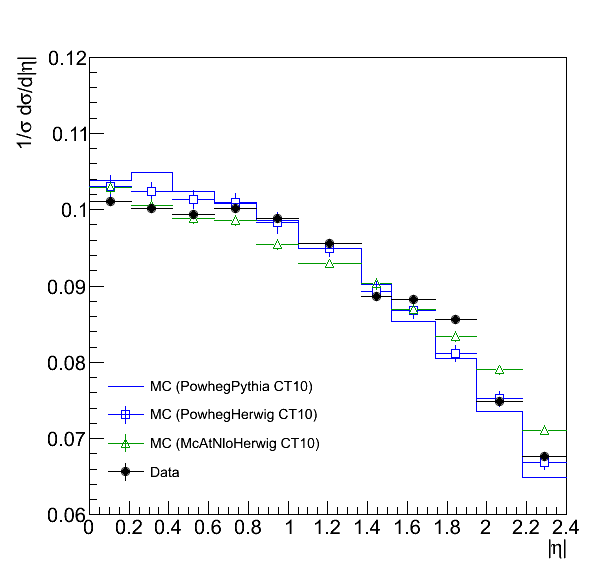 1/σ dσ/d|η|
0.12
0.11
0.1
0.09
0.08
0.07
0.06
MC (PowhegPythia CT10)
MC (PowhegHerwig CT10)
MC (McAtNloHerwig CT10)
Data
0 0.2 0.4 0.6 0.8 1 1.2 1.4 1.6 1.8 2 2.2 2.4
|η|